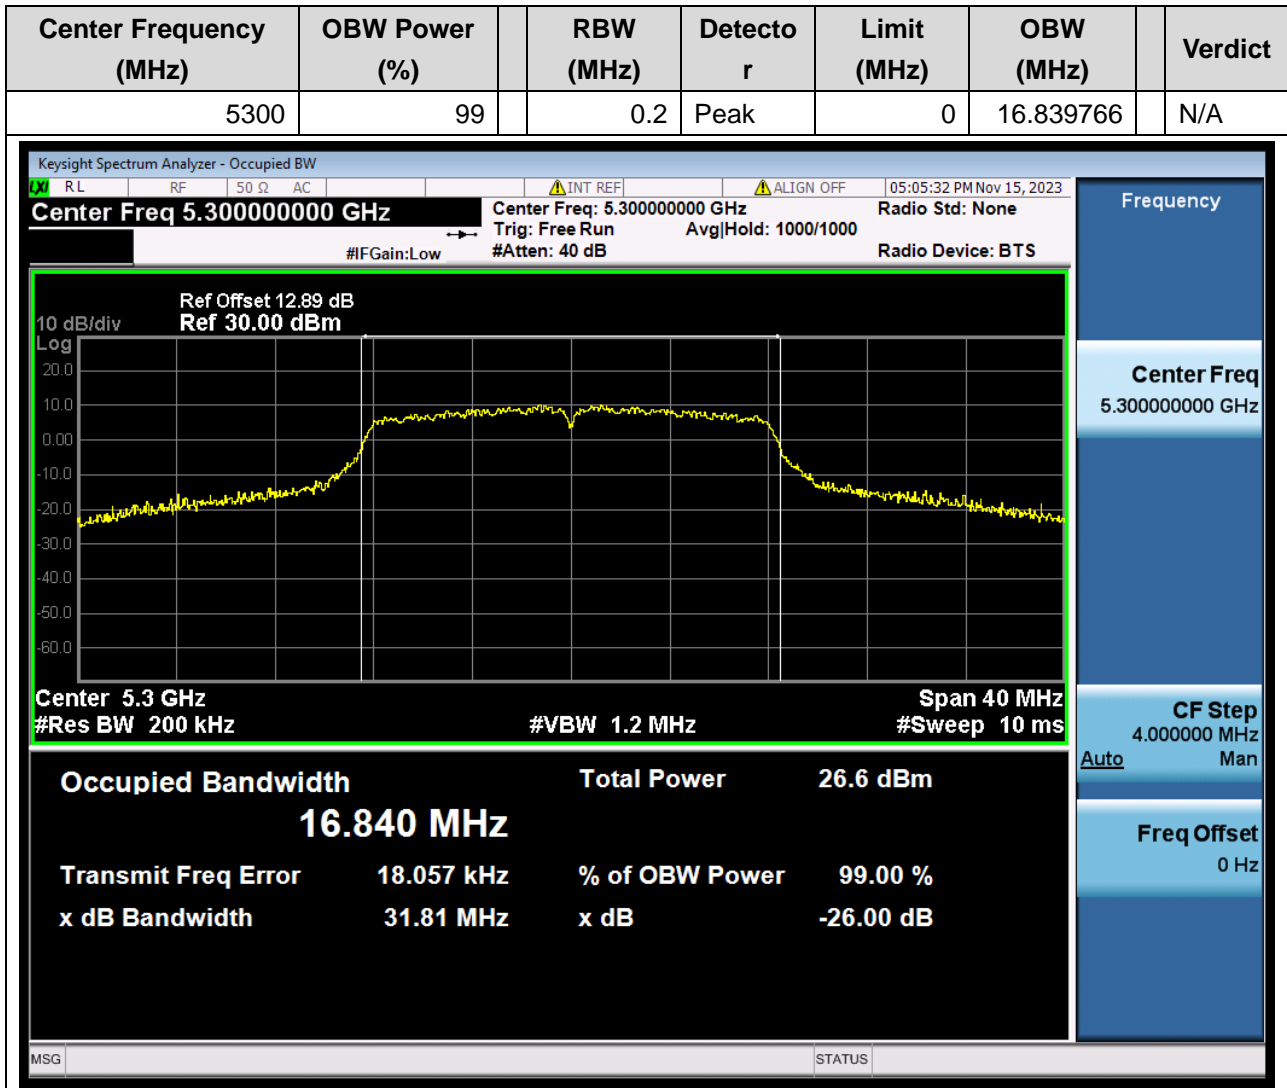 Center Frequency (MHz) OBW Power (%) RBW (MHz) Detecto r Limit (MHz) OBW (MHz) Verdict
5300 99 0.2 Peak 0 16.839766 N/A
Keysight Spectrum Analyzer - Occupied BW
LXI RL RF 50 Ω AC INT REF ALIGN OFF 05:05:32 PM Nov 15, 2023
Center Freq 5.300000000 GHz
Center Freq: 5.300000000 GHz Radio Std: None
Trig: Free Run Avg|Hold: 1000/1000
#IFGain:Low #Atten: 40 dB Radio Device: BTS
Ref Offset 12.89 dB
10 dB/div Ref 30.00 dBm
Log
20.0
10.0
0.00
-10.0
-20.0
-30.0
-40.0
-50.0
-60.0
Center 5.3 GHz Span 40 MHz
#Res BW 200 kHz #VBW 1.2 MHz #Sweep 10 ms
Occupied Bandwidth Total Power 26.6 dBm
16.840 MHz
Transmit Freq Error 18.057 kHz % of OBW Power 99.00 %
x dB Bandwidth 31.81 MHz x dB -26.00 dB
Frequency
Center Freq
5.300000000 GHz
CF Step
4.000000 MHz
Auto Man
Freq Offset
0 Hz
MSG STATUS